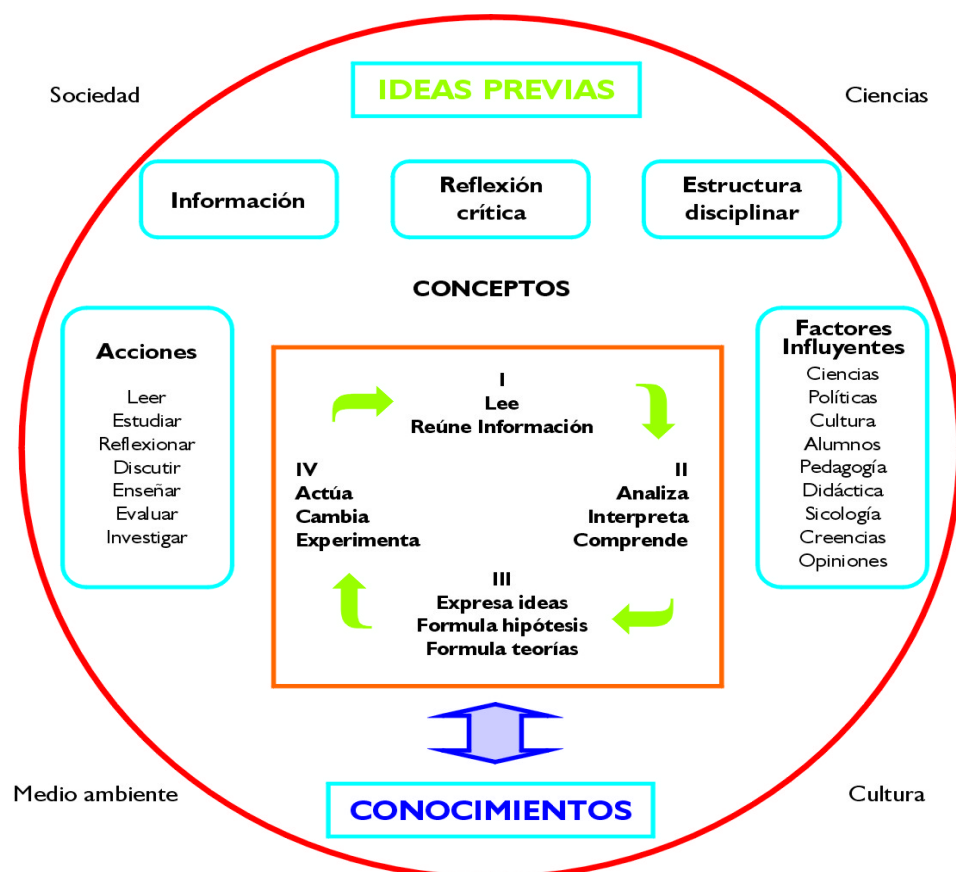 Sociedad
IDEAS PREVIAS
Ciencias
Información
Reflexión
crítica
Estructura
disciplinar
CONCEPTOS
Acciones
Leer
Estudiar
Reflexionar
Discutir
Enseñar
Evaluar
Investigar
I
Lee
Reúne Información
II
Analiza
Interpreta
Comprende
III
Expresa ideas
Formula hipótesis
Formula teorías
IV
Actúa
Cambia
Experimenta
Factores
Influyentes
Ciencias
Políticas
Cultura
Alumnos
Pedagogía
Didáctica
Sicología
Creencias
Opiniones
Medio ambiente
CONOCIMIENTOS
Cultura